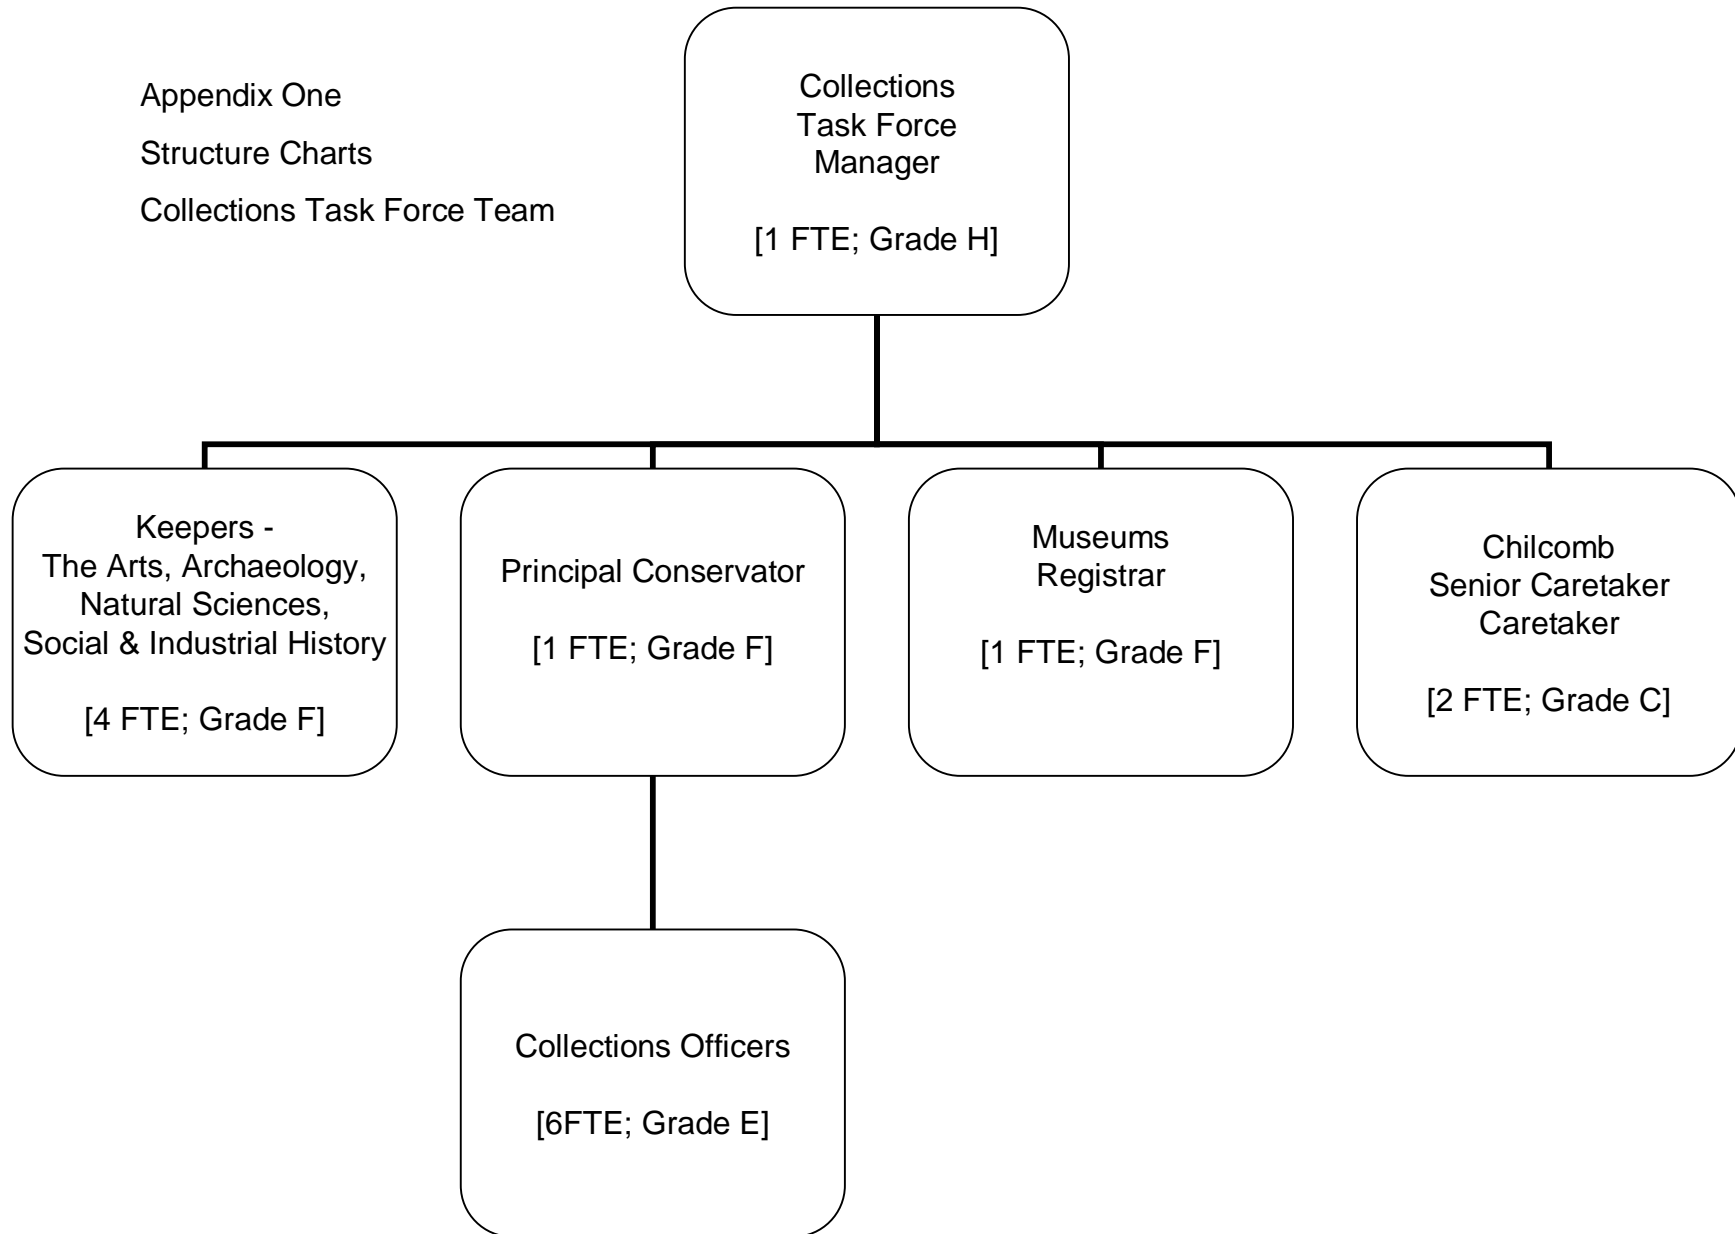 Appendix One
Structure Charts
Collections Task Force Team
Collections
Task Force
Manager
[1 FTE; Grade H]
Keepers -
The Arts, Archaeology,
Natural Sciences,
Social & Industrial History
[4 FTE; Grade F]
Principal Conservator
[1 FTE; Grade F]
Museums
Registrar
[1 FTE; Grade F]
Chilcomb
Senior Caretaker
Caretaker
[2 FTE; Grade C]
Collections Officers
[6FTE; Grade E]